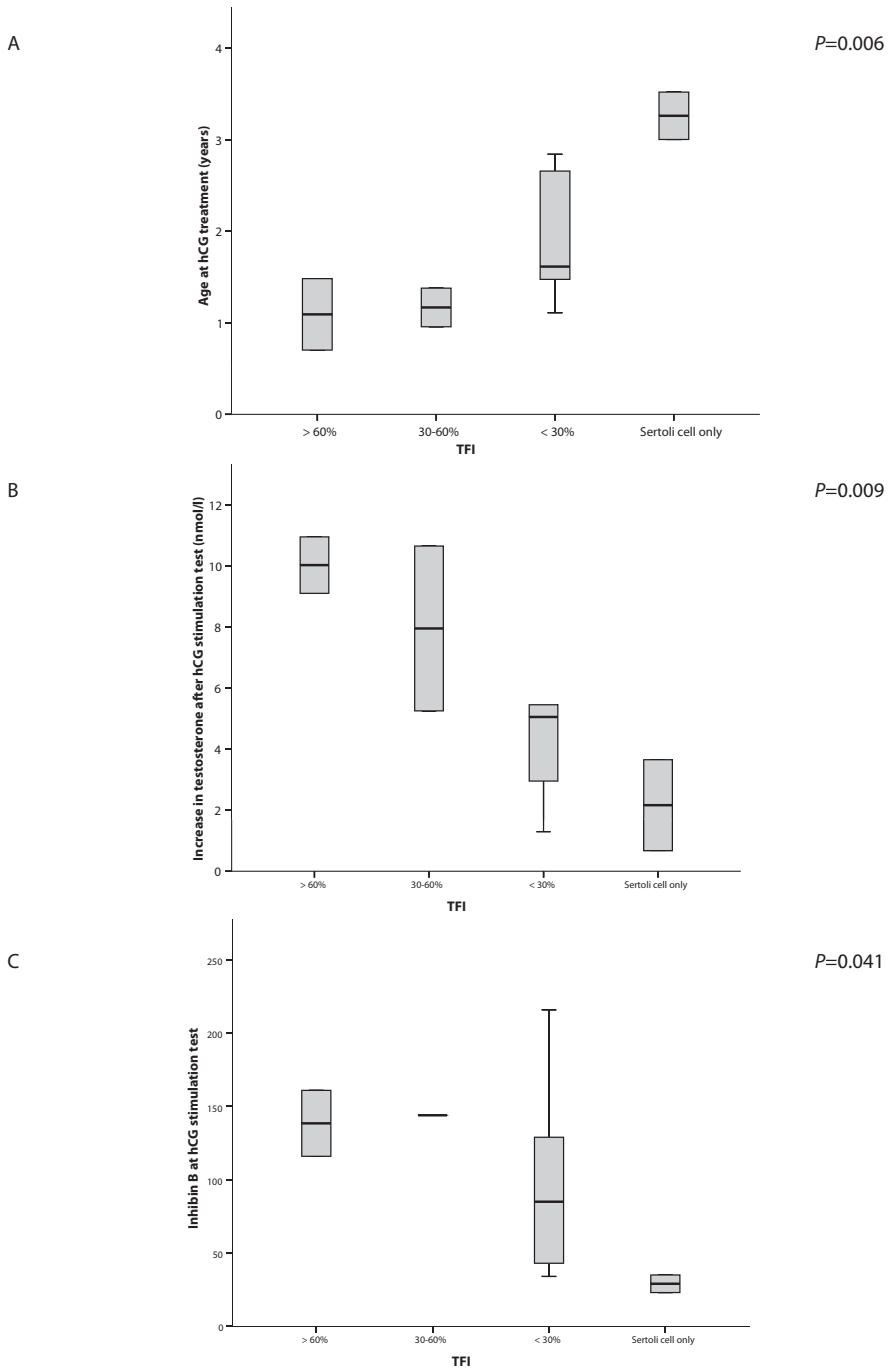 A
P=0.006
Age at hCG treatment (years)
4
3
2
1
0
> 60%
30-60%
< 30%
Sertoli cell only
TFI
B
P=0.009
Increase in testosterone after hCG stimulation test (nmol/l)
12
10
8
6
4
2
0
> 60%
30-60%
< 30%
Sertoli cell only
TFI
C
P=0.041
Inhibin B at hCG stimulation test
250
200
150
100
50
0
> 60%
30-60%
< 30%
Sertoli cell only
TFI